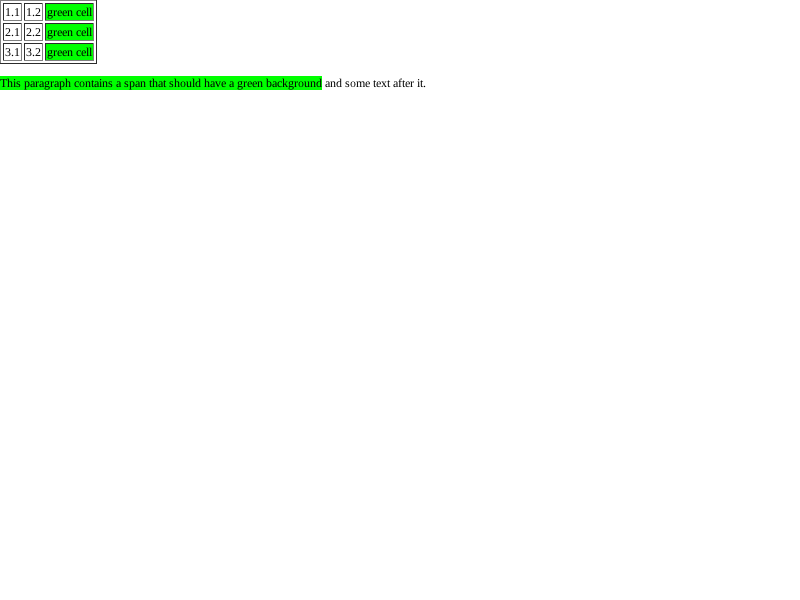 1.1 1.2 green cell
2.1 2.2 green cell
3.1 3.2 green cell
This paragraph contains a span that should have a green background and some text after it.